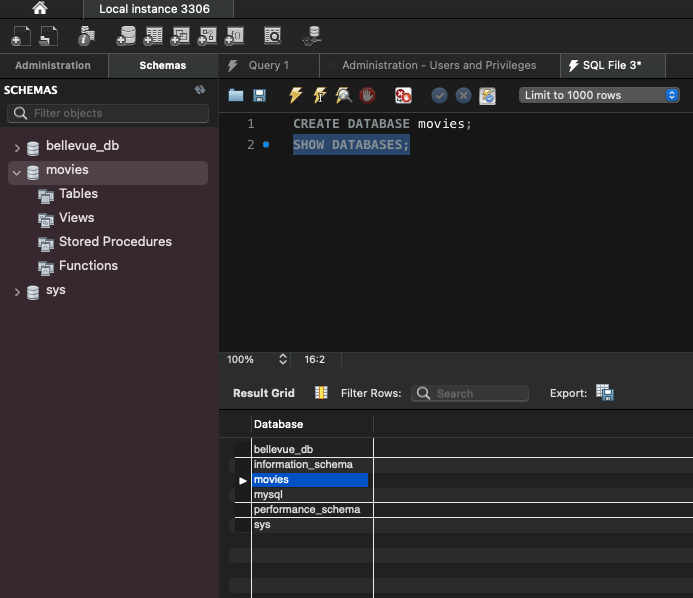 Local instance 3306
Administration
Schemas
Query 1
Administration - Users and Privileges
SQL File 3*
SCHEMAS
Filter objects
bellevue_db
movies
Tables
Views
Stored Procedures
Functions
sys
Limit to 1000 rows
1 CREATE DATABASE movies;
2 SHOW DATABASES;
100%
16:2
Result Grid
Filter Rows:
Search
Export:
Database
bellevue_db
information_schema
movies
mysql
performance_schema
sys